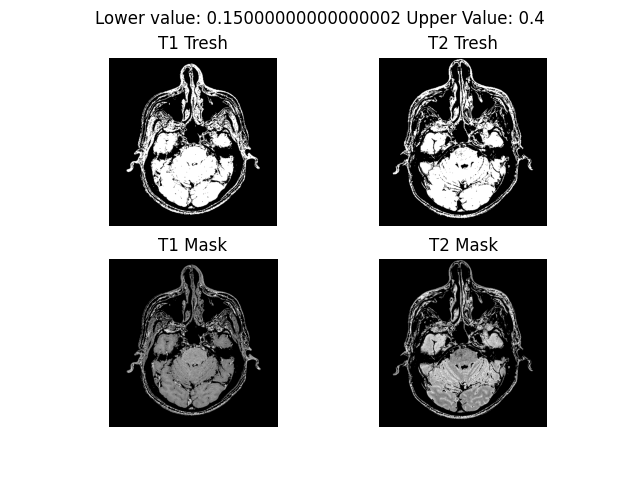 Lower value: 0.15000000000000002 Upper Value: 0.4
T1 Tresh
T2 Tresh
T1 Mask
T2 Mask